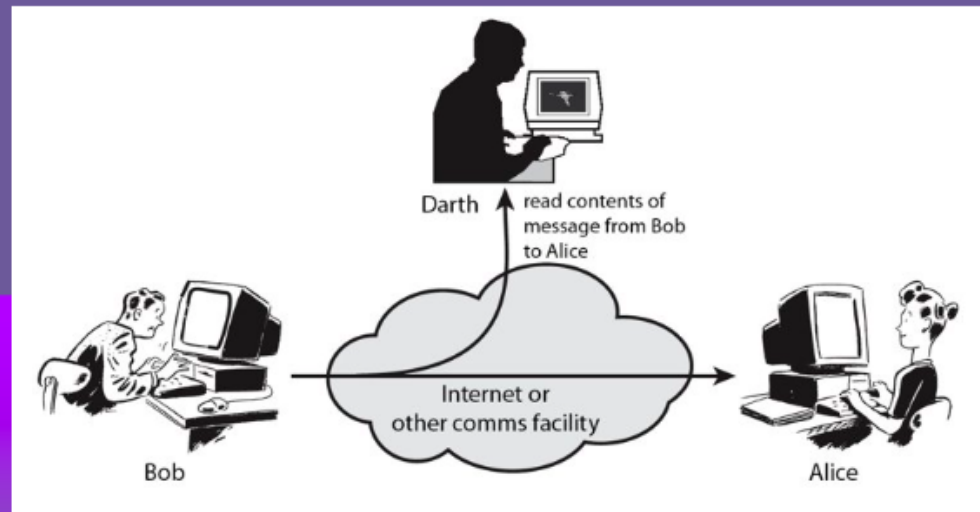 Darth
read contents of
message from Bob
to Alice
Internet or
other comms facility
Bob
Alice